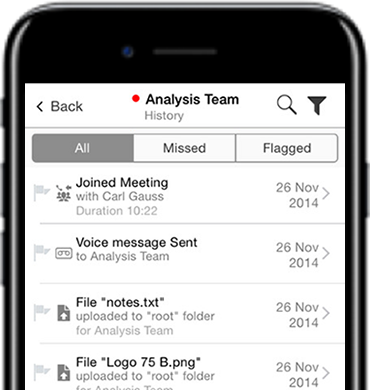 Back
Analysis Team
History
All
Missed
Flagged
Joined Meeting
with Carl Gauss
Duration 10:22
26 Nov
2014
Voice message Sent
to Analysis Team
26 Nov
2014
File "notes.txt"
uploaded to "root" folder
for Analysis Team
26 Nov
2014
File "Logo 75 B.png"
uploaded to "root" folder
for Analysis Team
26 Nov
2014